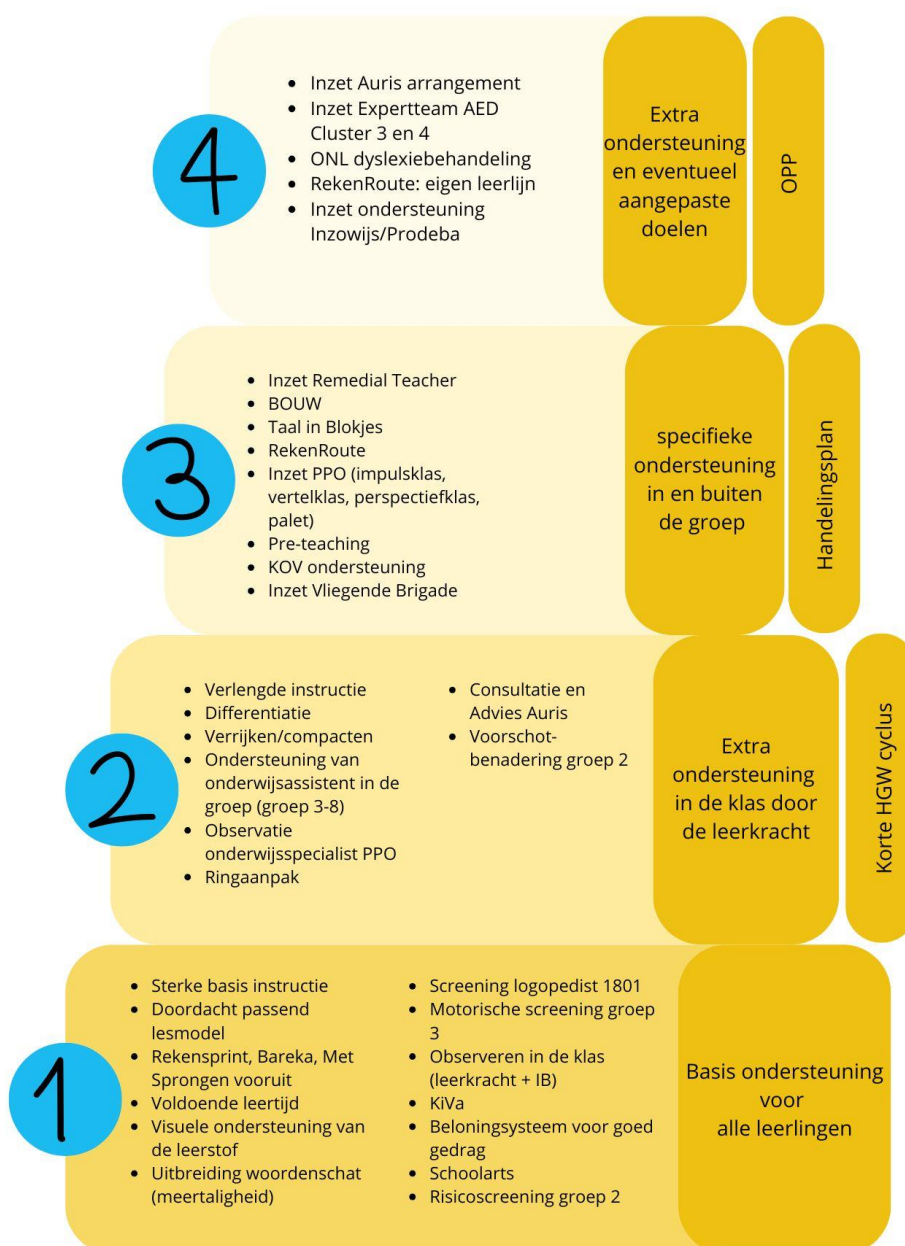 4
Inzet Auris arrangement
Inzet Expertteam AED
Cluster 3 en 4
ONL dyslexiebehandeling
RekenRoute: eigen leerlijn
Inzet ondersteuning
Inzowijs/Prodeba
Extra
ondersteuning
en eventueel
aangepaste
doelen
OPP
3
Inzet Remedial Teacher
BOUW
Taal in Blokjes
RekenRoute
Inzet PPO (impulsklas,
vertelklas, perspectiefklas,
palet)
Pre-teaching
KOV ondersteuning
Inzet Vliegende Brigade
specifieke
ondersteuning
in en buiten
de groep
Handelingsplan
2
Verlengde instructie
Differentiatie
Verrijken/compacten
Ondersteuning van
onderwijsassistent in de
groep (groep 3-8)
Observatie
onderwijsspecialist PPO
Ringaanpak
Consultatie en
Advies Auris
Voorschot-
benadering groep 2
Extra
ondersteuning
in de klas door
de leerkracht
Korte HGW cyclus
1
Sterke basis instructie
Doordacht passend
lesmodel
Rekensprint, Bareka, Met
Sprongen vooruit
Voldoende leertijd
Visuele ondersteuning van
de leerstof
Uitbreiding woordenschat
(meertaligheid)
Screening logopedist 1801
Motorische screening groep
3
Observeren in de klas
(leerkracht + IB)
KiVa
Beloningsysteem voor goed
gedrag
Schoolarts
Risicoscreening groep 2
Basis ondersteuning
voor
alle leerlingen